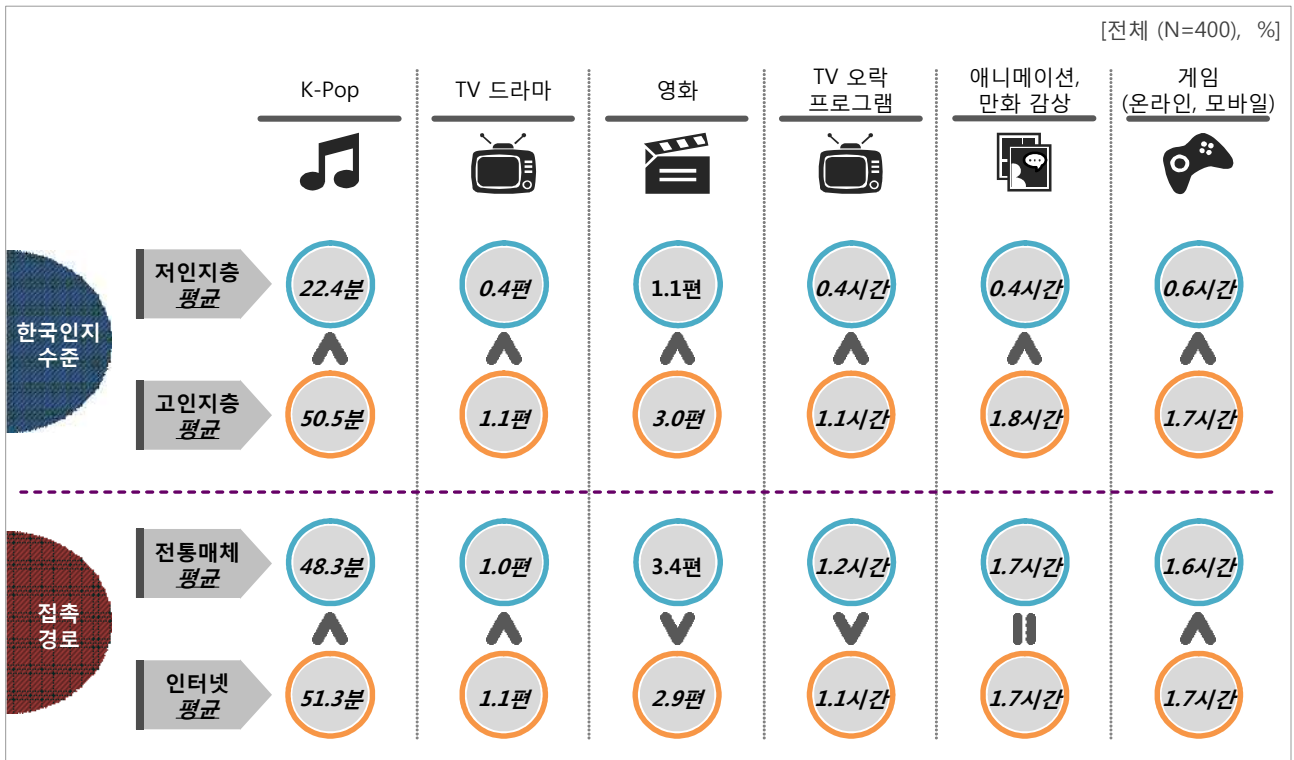 [전체 (N=400), %]
K-Pop
TV 드라마
영화
TV 오락
프로그램
애니메이션,
만화 감상
게임
(온라인, 모바일)
한국인지
수준
저인지층
평균
22.4분
0.4편
1.1편
0.4시간
0.4시간
0.6시간
고인지층
평균
50.5분
1.1편
3.0편
1.1시간
1.8시간
1.7시간
접촉
경로
전통매체
평균
48.3분
1.0편
3.4편
1.2시간
1.7시간
1.6시간
인터넷
평균
51.3분
1.1편
2.9편
1.1시간
1.7시간
1.7시간